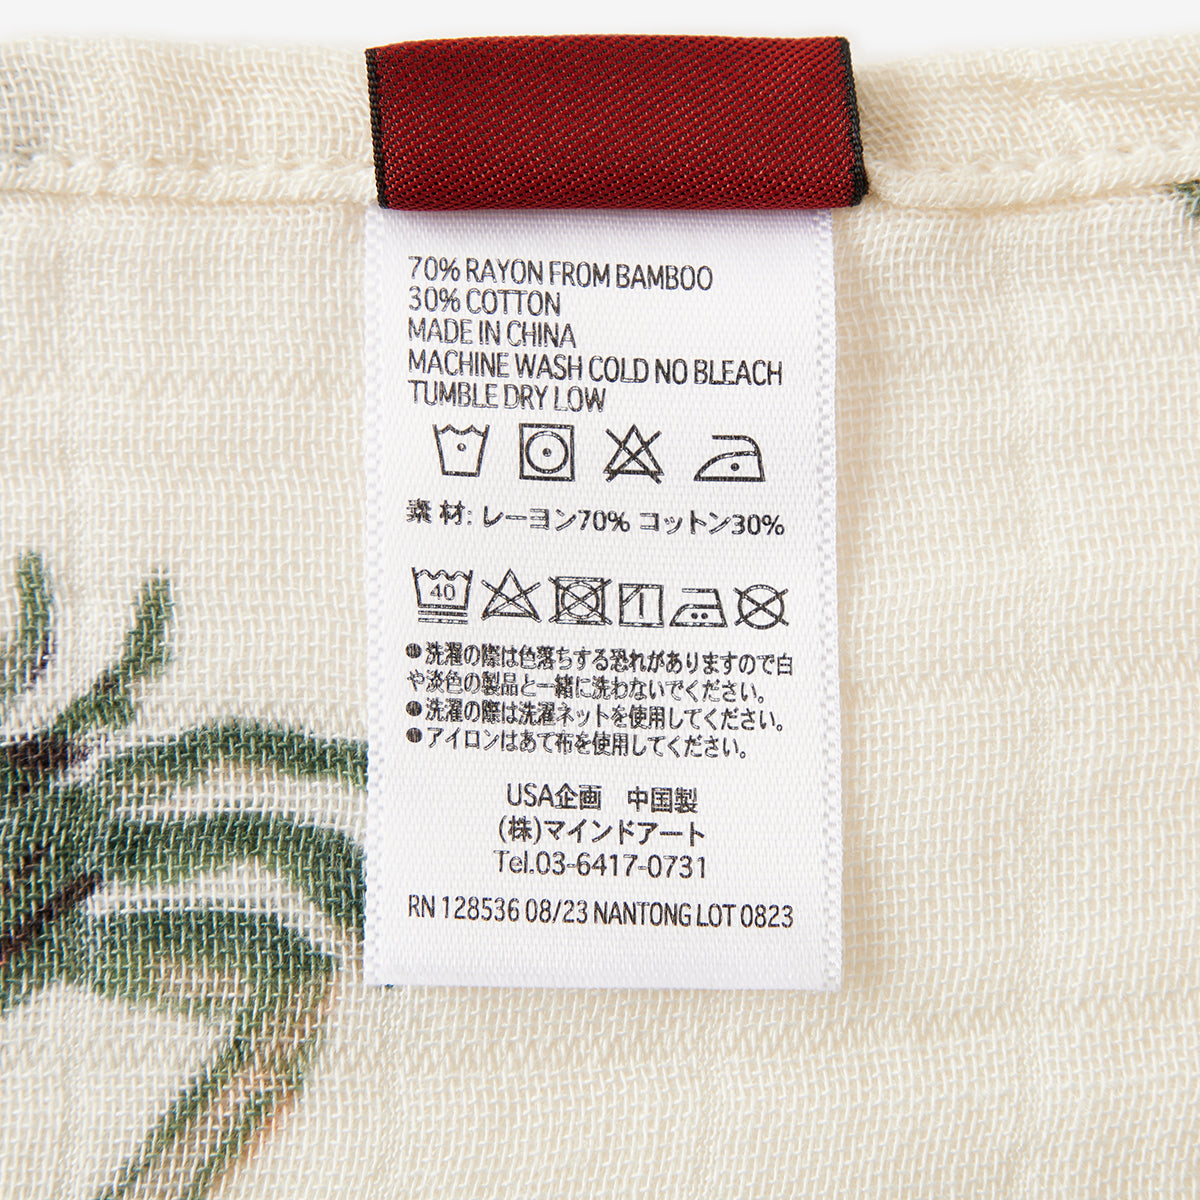 70% RAYON FROM BAMBOO
30% COTTON
MADE IN CHINA
MACHINE WASH COLD NO BLEACH
TUMBLE DRY LOW
素 材: レーヨン70% コットン30%
40
●洗濯の際は色落ちする恐れがありますので白
や淡色の製品と一緒に洗わないでください。
●洗濯の際は洗濯ネットを使用してください。
●アイロンはあて布を使用してください。
USA企画 中国製
(株)マインドアート
Tel.03-6417-0731
RN 128536 08/23 NANTONG LOT 0823